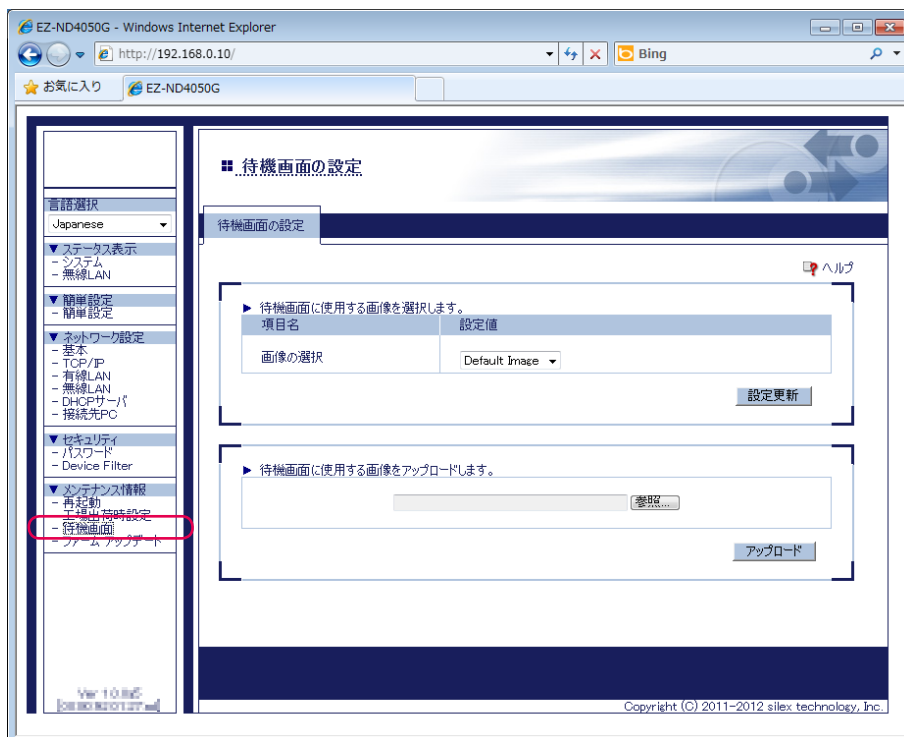 EZ-ND4050G - Windows Internet Explorer
http://192.168.0.10/
Bing
お気に入り
EZ-ND4050G
待機画面の設定
言語選択
Japanese
▼ ステータス表示
- システム
- 無線LAN
▼ 簡単設定
- 簡単設定
▼ ネットワーク設定
- 基本
- TCP/IP
- 有線LAN
- 無線LAN
- DHCPサーバ
- 接続先PC
▼ セキュリティ
- パスワード
- Device Filter
▼ メンテナンス情報
- 再起動
- 工場出荷時設定
- 待機画面
- ファームアップデート
待機画面の設定
ヘルプ
▶ 待機画面に使用する画像を選択します。
項目名 設定値
画像の選択 Default Image
設定更新
▶ 待機画面に使用する画像をアップロードします。
参照...
アップロード
Copyright (C) 2011-2012 silex technology, Inc.